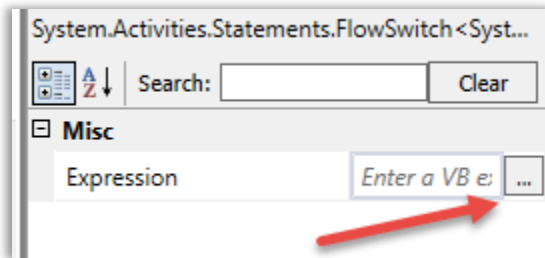 System.Activities.Statements.FlowSwitch<Syst...
A Z Search: Clear
Misc
Expression Enter a VB e: ...